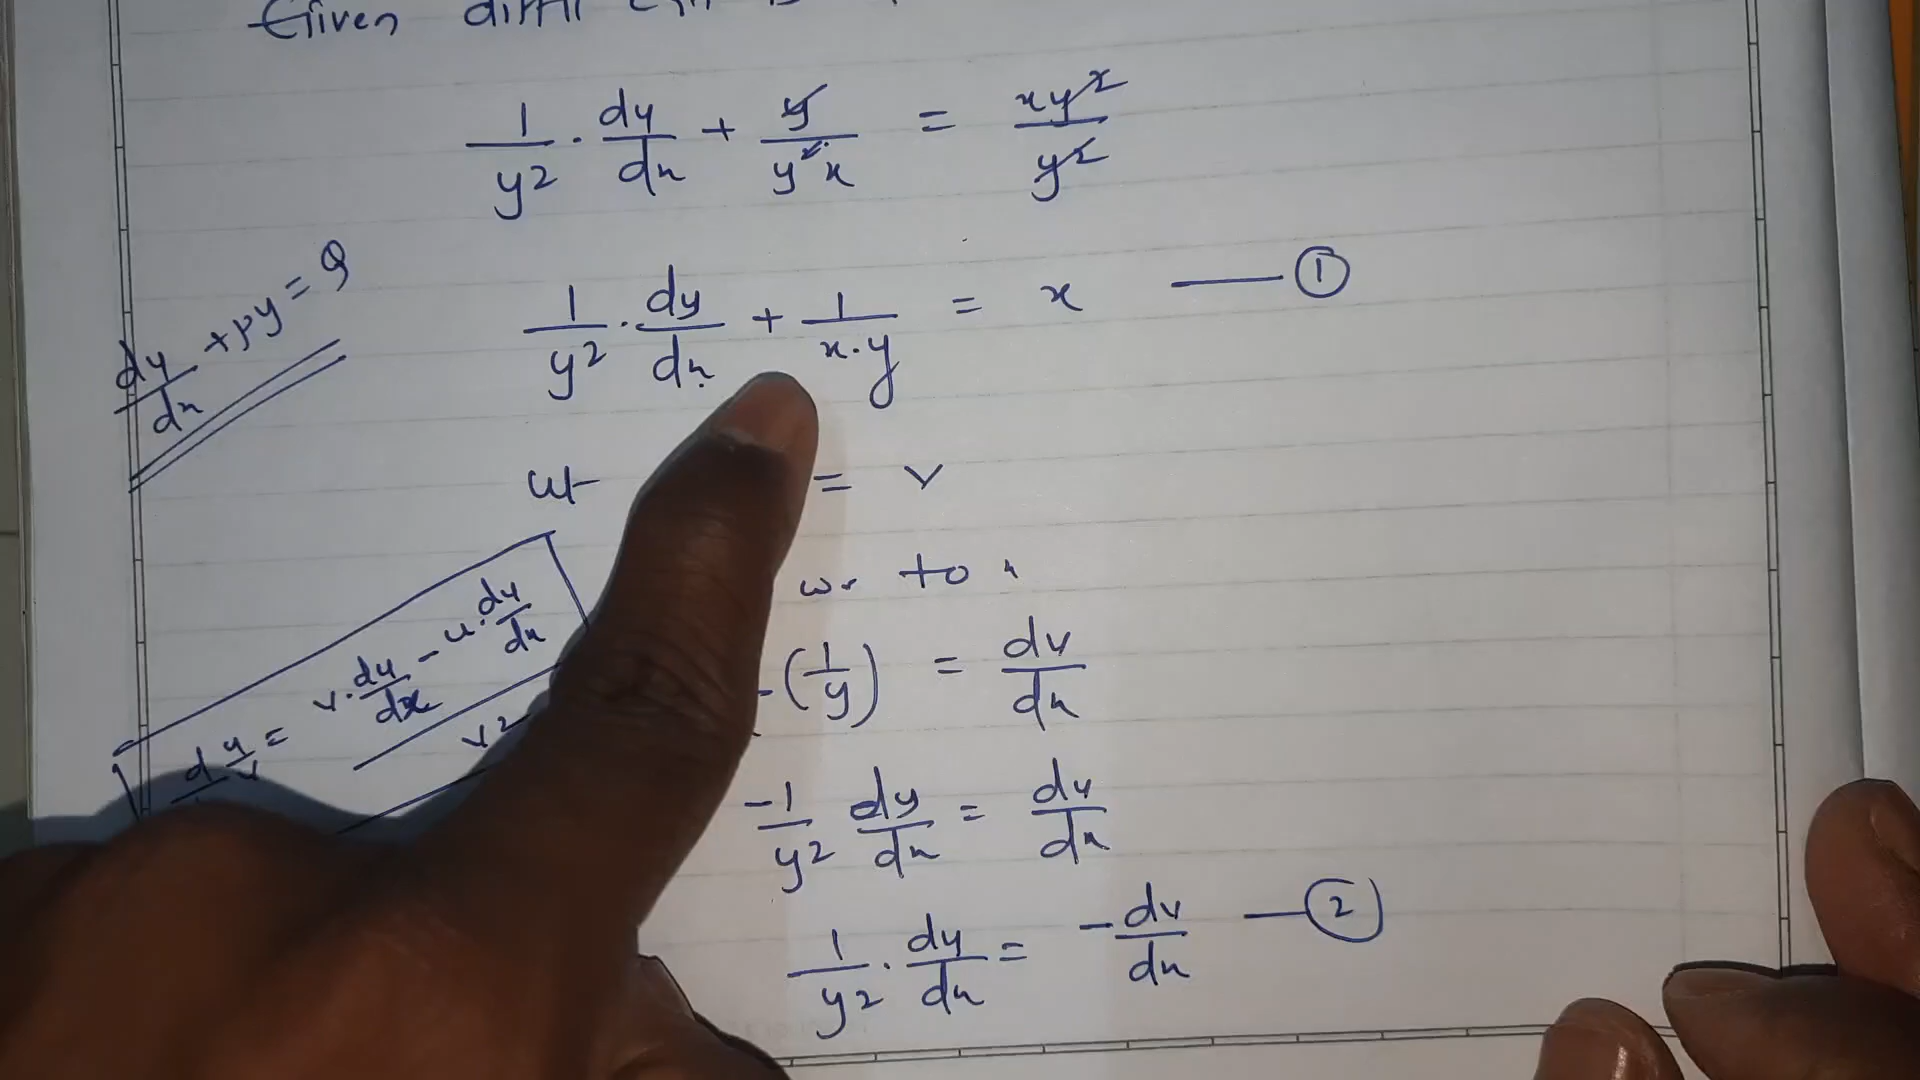 Given
1/y2 · dy/dx + y/y2x = xy2/y2
1/y2 · dy/dx + 1/x·y = x —— ①
dy/dx + py = Q
= v
wr to x
(1/y) = dv/dx
-1/y2 dy/dx = dv/dx
1/y2 · dy/dx = -dv/dx —— ②
v · du/dx - u · dv/dx
v2